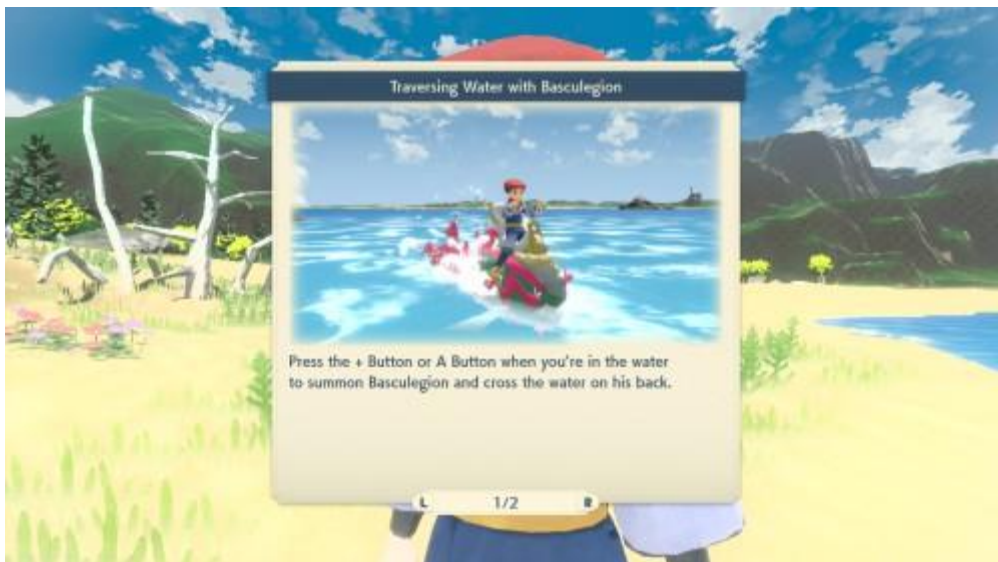 Traversing Water with Basculegion
Press the + Button or A Button when you're in the water
to summon Basculegion and cross the water on his back.
L 1/2 R